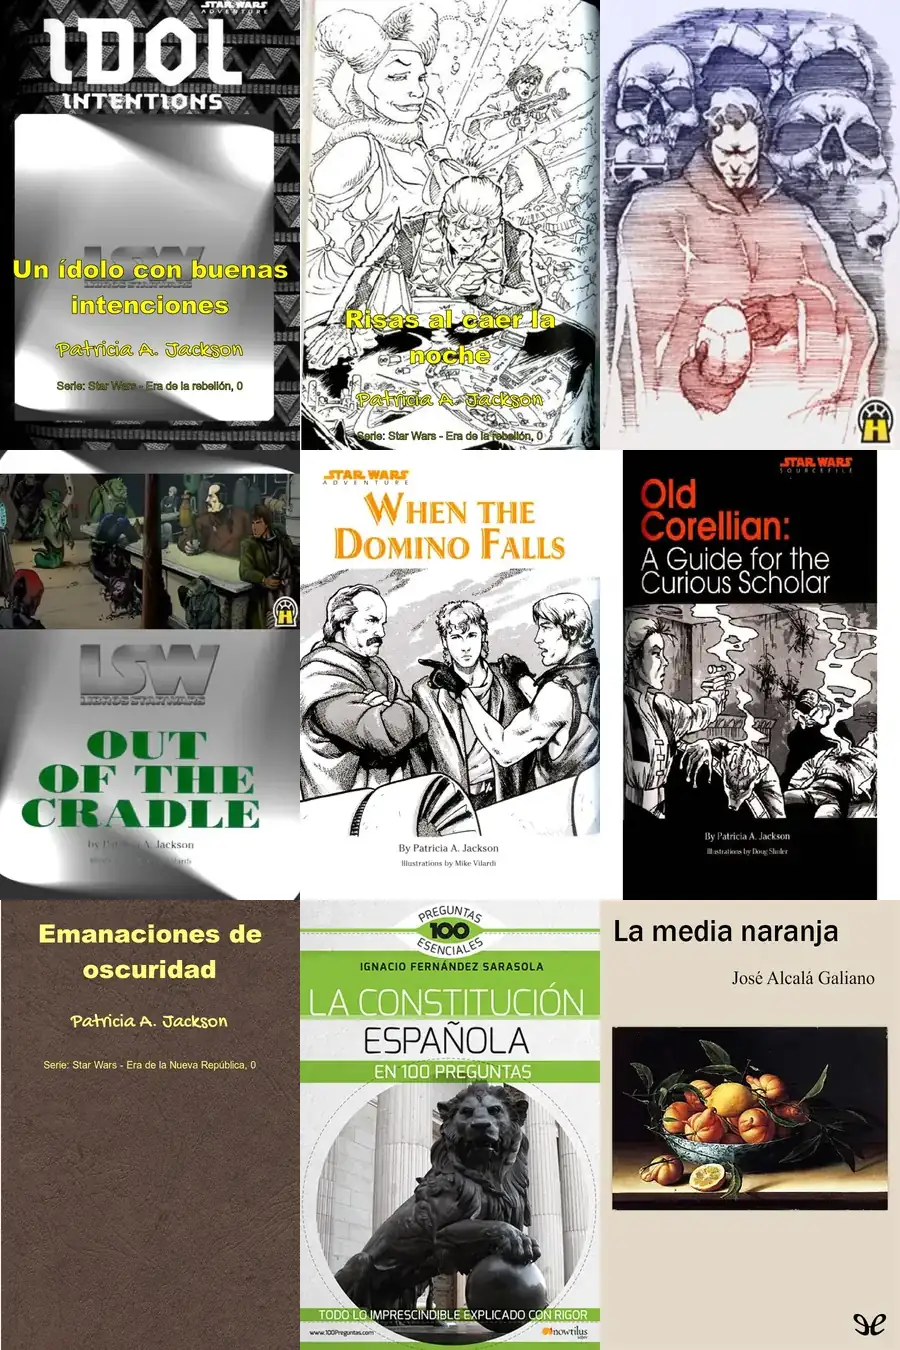 STAR WARS
ADVENTURE
IDOL
INTENTIONS
LSW
LIBROS STAR WARS
Un ídolo con buenas
intenciones
Patricia A. Jackson
Serie: Star Wars - Era de la rebelión, 0
Risas al caer la
noche
Patricia A. Jackson
Serie: Star Wars - Era de la rebelión, 0
H
H
LSW
LIBROS STAR WARS
OUT
OF THE
CRADLE
by Patricia A. Jackson
STAR WARS
ADVENTURE
WHEN THE
DOMINO FALLS
By Patricia A. Jackson
Illustrations by Mike Vilardi
STAR WARS
SOURCEFILE
Old
Corellian:
A Guide for the
Curious Scholar
By Patricia A. Jackson
Illustrations by Doug Shuler
Emanaciones de
oscuridad
Patricia A. Jackson
Serie: Star Wars - Era de la Nueva República, 0
PREGUNTAS
100
ESENCIALES
IGNACIO FERNÁNDEZ SARASOLA
LA CONSTITUCIÓN
ESPAÑOLA
EN 100 PREGUNTAS
TODO LO IMPRESCINDIBLE EXPLICADO CON RIGOR
www.100Preguntas.com
nowtilus
La media naranja
José Alcalá Galiano